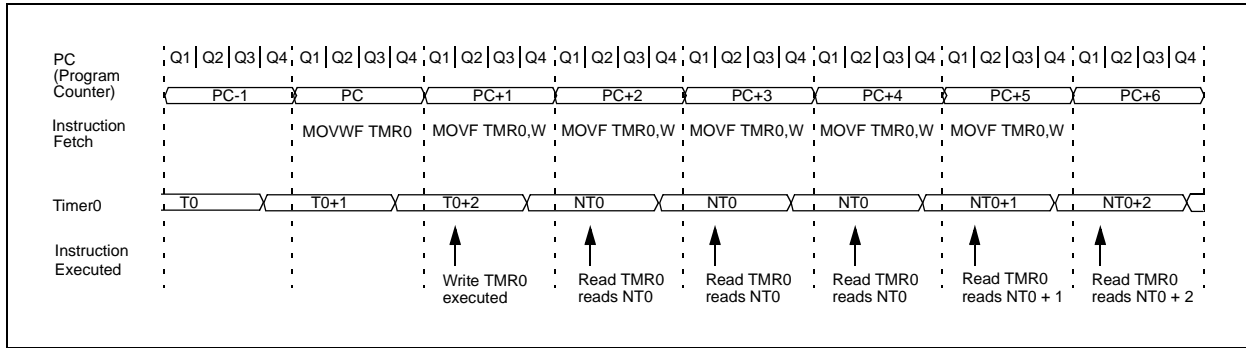 PC
(Program
Counter)
Q1 Q2 Q3 Q4 Q1 Q2 Q3 Q4 Q1 Q2 Q3 Q4 Q1 Q2 Q3 Q4 Q1 Q2 Q3 Q4 Q1 Q2 Q3 Q4 Q1 Q2 Q3 Q4 Q1 Q2 Q3 Q4
PC-1 PC PC+1 PC+2 PC+3 PC+4 PC+5 PC+6
Instruction
Fetch
MOVWF TMR0 MOVF TMR0,W MOVF TMR0,W MOVF TMR0,W MOVF TMR0,W MOVF TMR0,W
Timer0
T0 T0+1 T0+2 NT0 NT0 NT0 NT0+1 NT0+2
Instruction
Executed
Write TMR0
executed
Read TMR0
reads NT0
Read TMR0
reads NT0
Read TMR0
reads NT0
Read TMR0
reads NT0 + 1
Read TMR0
reads NT0 + 2